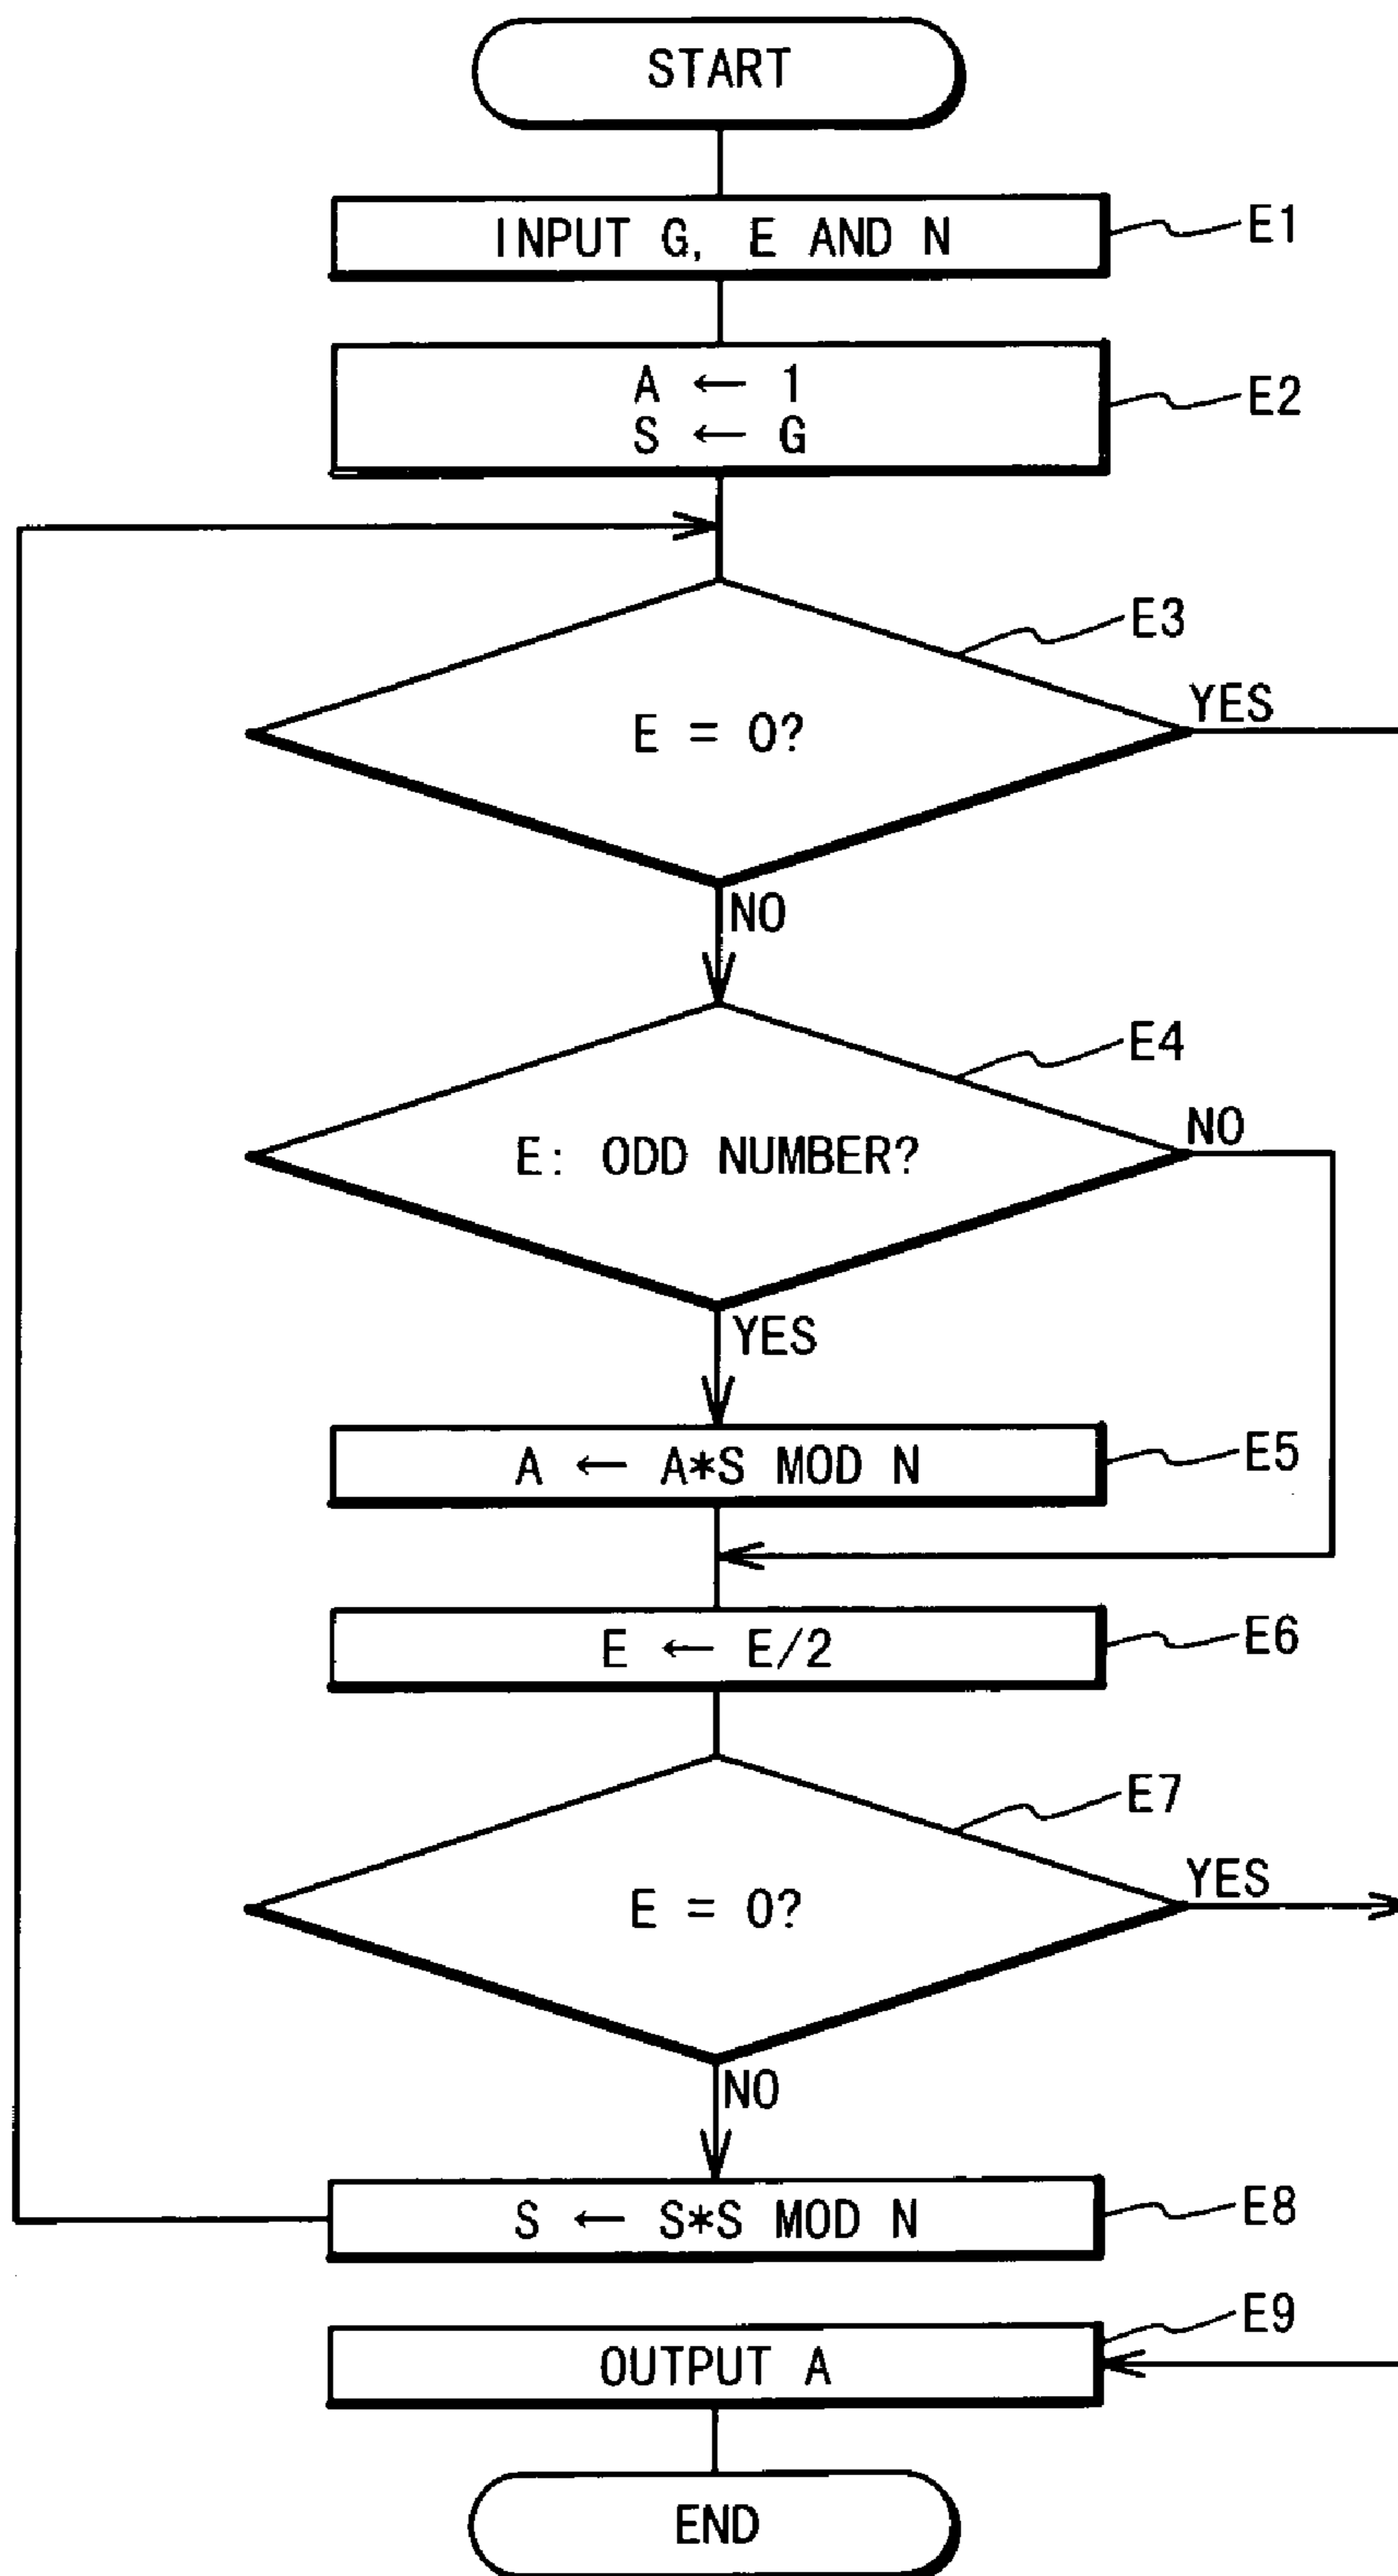 START
INPUT G, E AND N
E1
A ← 1
S ← G
E2
E3
E = 0?
YES
NO
E4
E: ODD NUMBER?
NO
YES
A ← A*S MOD N
E5
E ← E/2
E6
E7
E = 0?
YES
NO
S ← S*S MOD N
E8
E9
OUTPUT A
END